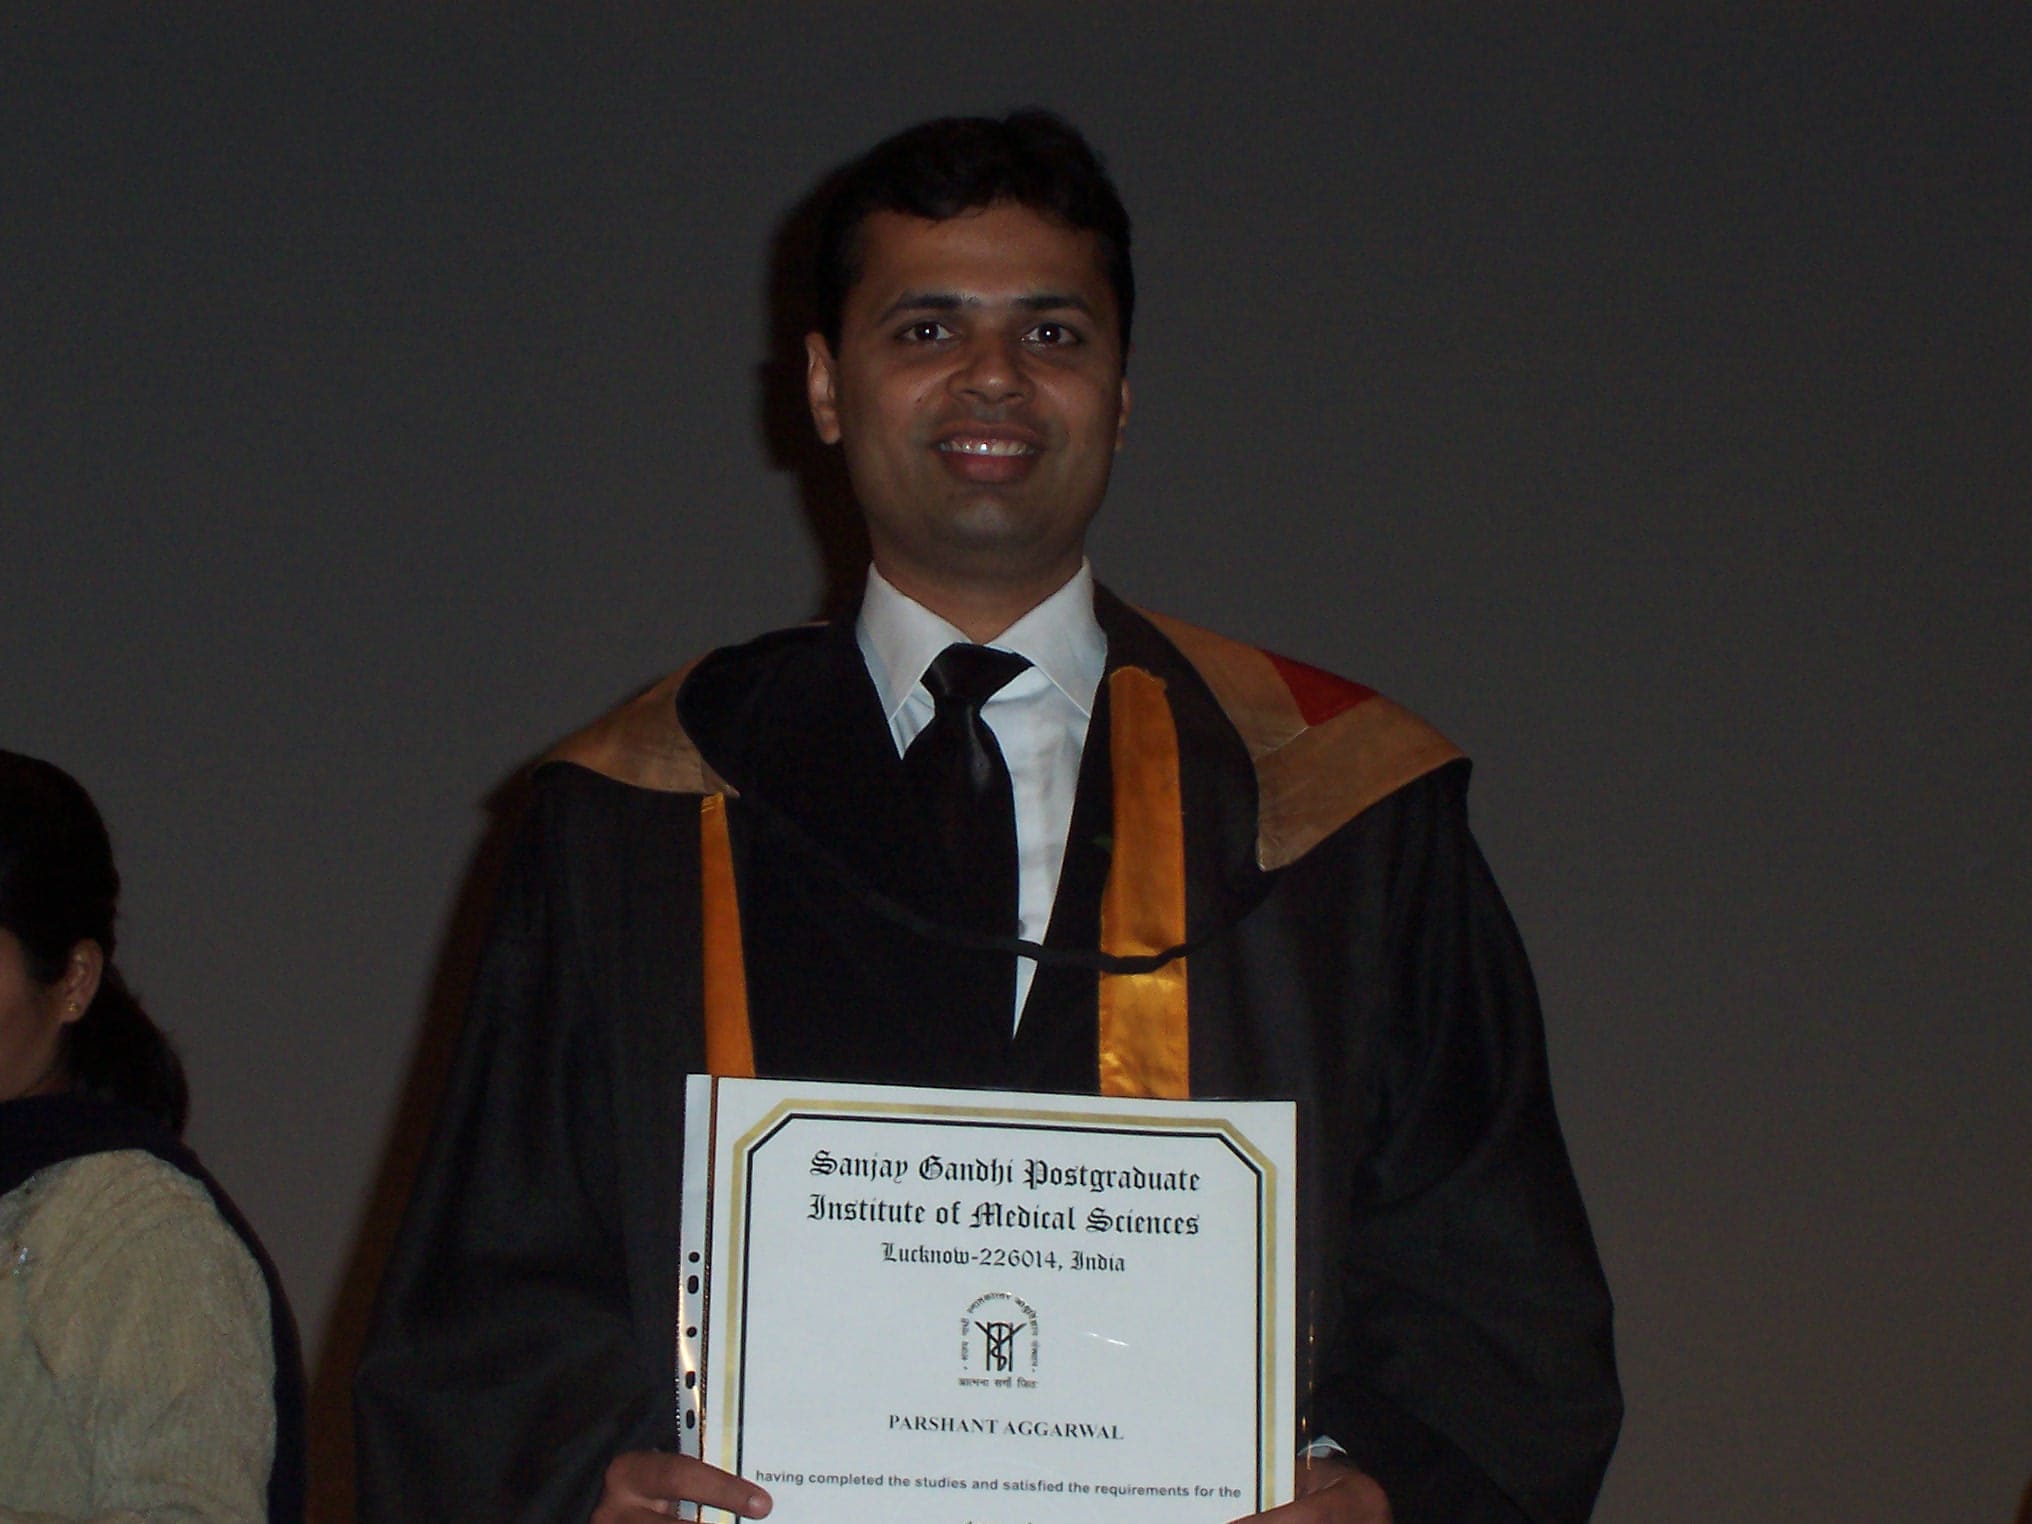 Sanjay Gandhi Postgraduate
Institute of Medical Sciences
Lucknow-226014, India
PARSHANT AGGARWAL
having completed the studies and satisfied the requirements for the